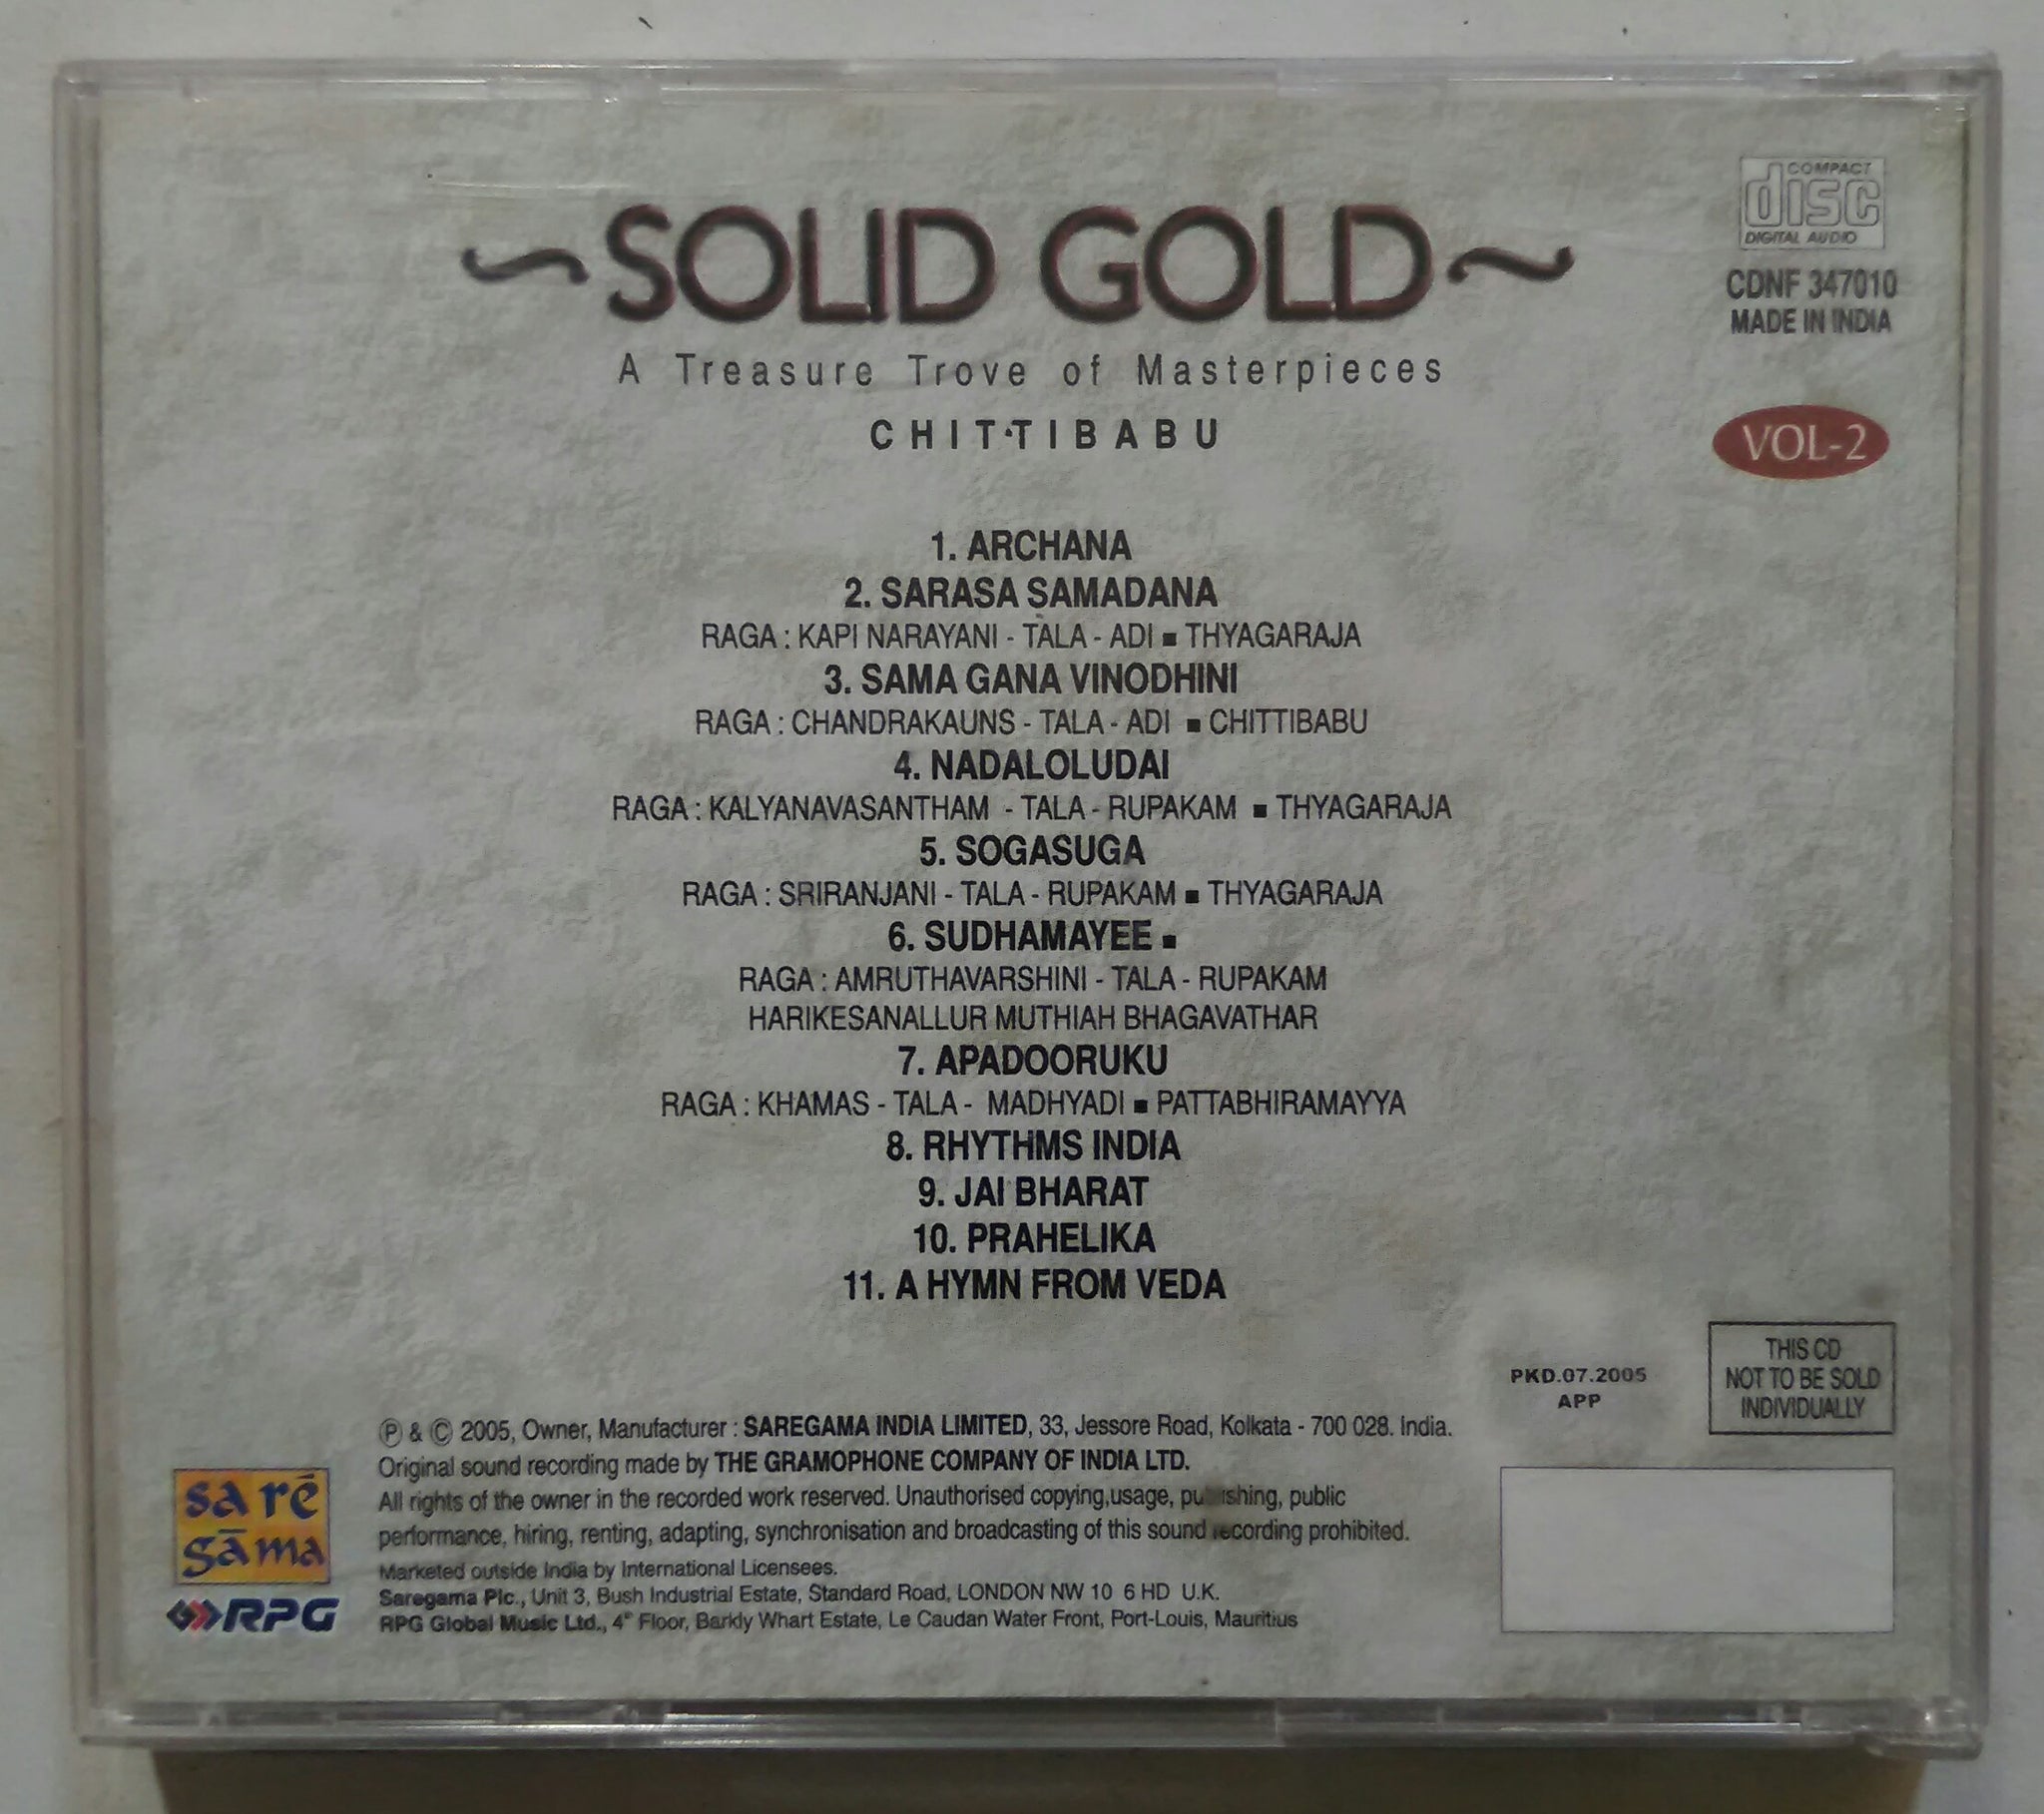 COMPACT
disc
DIGITAL AUDIO
CDNF 347010
MADE IN INDIA
~SOLID GOLD~
A Treasure Trove of Masterpieces
CHITTIBABU
VOL-2
1. ARCHANA
2. SARASA SAMADANA
RAGA : KAPI NARAYANI - TALA - ADI ■ THYAGARAJA
3. SAMA GANA VINODHINI
RAGA : CHANDRAKAUNS - TALA - ADI ■ CHITTIBABU
4. NADALOLUDAI
RAGA : KALYANAVASANTHAM - TALA - RUPAKAM ■ THYAGARAJA
5. SOGASUGA
RAGA : SRIRANJANI - TALA - RUPAKAM ■ THYAGARAJA
6. SUDHAMAYEE ■
RAGA : AMRUTHAVARSHINI - TALA - RUPAKAM
HARIKESANALLUR MUTHIAH BHAGAVATHAR
7. APADOORUKU
RAGA : KHAMAS - TALA - MADHYADI ■ PATTABHIRAMAYYA
8. RHYTHMS INDIA
9. JAI BHARAT
10. PRAHELIKA
11. A HYMN FROM VEDA
THIS CD
NOT TO BE SOLD
INDIVIDUALLY
PKD.07.2005
APP
Ⓟ & © 2005, Owner, Manufacturer : SAREGAMA INDIA LIMITED, 33, Jessore Road, Kolkata - 700 028. India.
Original sound recording made by THE GRAMOPHONE COMPANY OF INDIA LTD.
All rights of the owner in the recorded work reserved. Unauthorised copying,usage, publishing, public
performance, hiring, renting, adapting, synchronisation and broadcasting of this sound recording prohibited.
Marketed outside India by International Licensees.
Saregama Plc., Unit 3, Bush Industrial Estate, Standard Road, LONDON NW 10 6 HD U.K.
RPG Global Music Ltd., 4th Floor, Barkly Whart Estate, Le Caudan Water Front, Port-Louis, Mauritius
sa rē
gāma
RPG